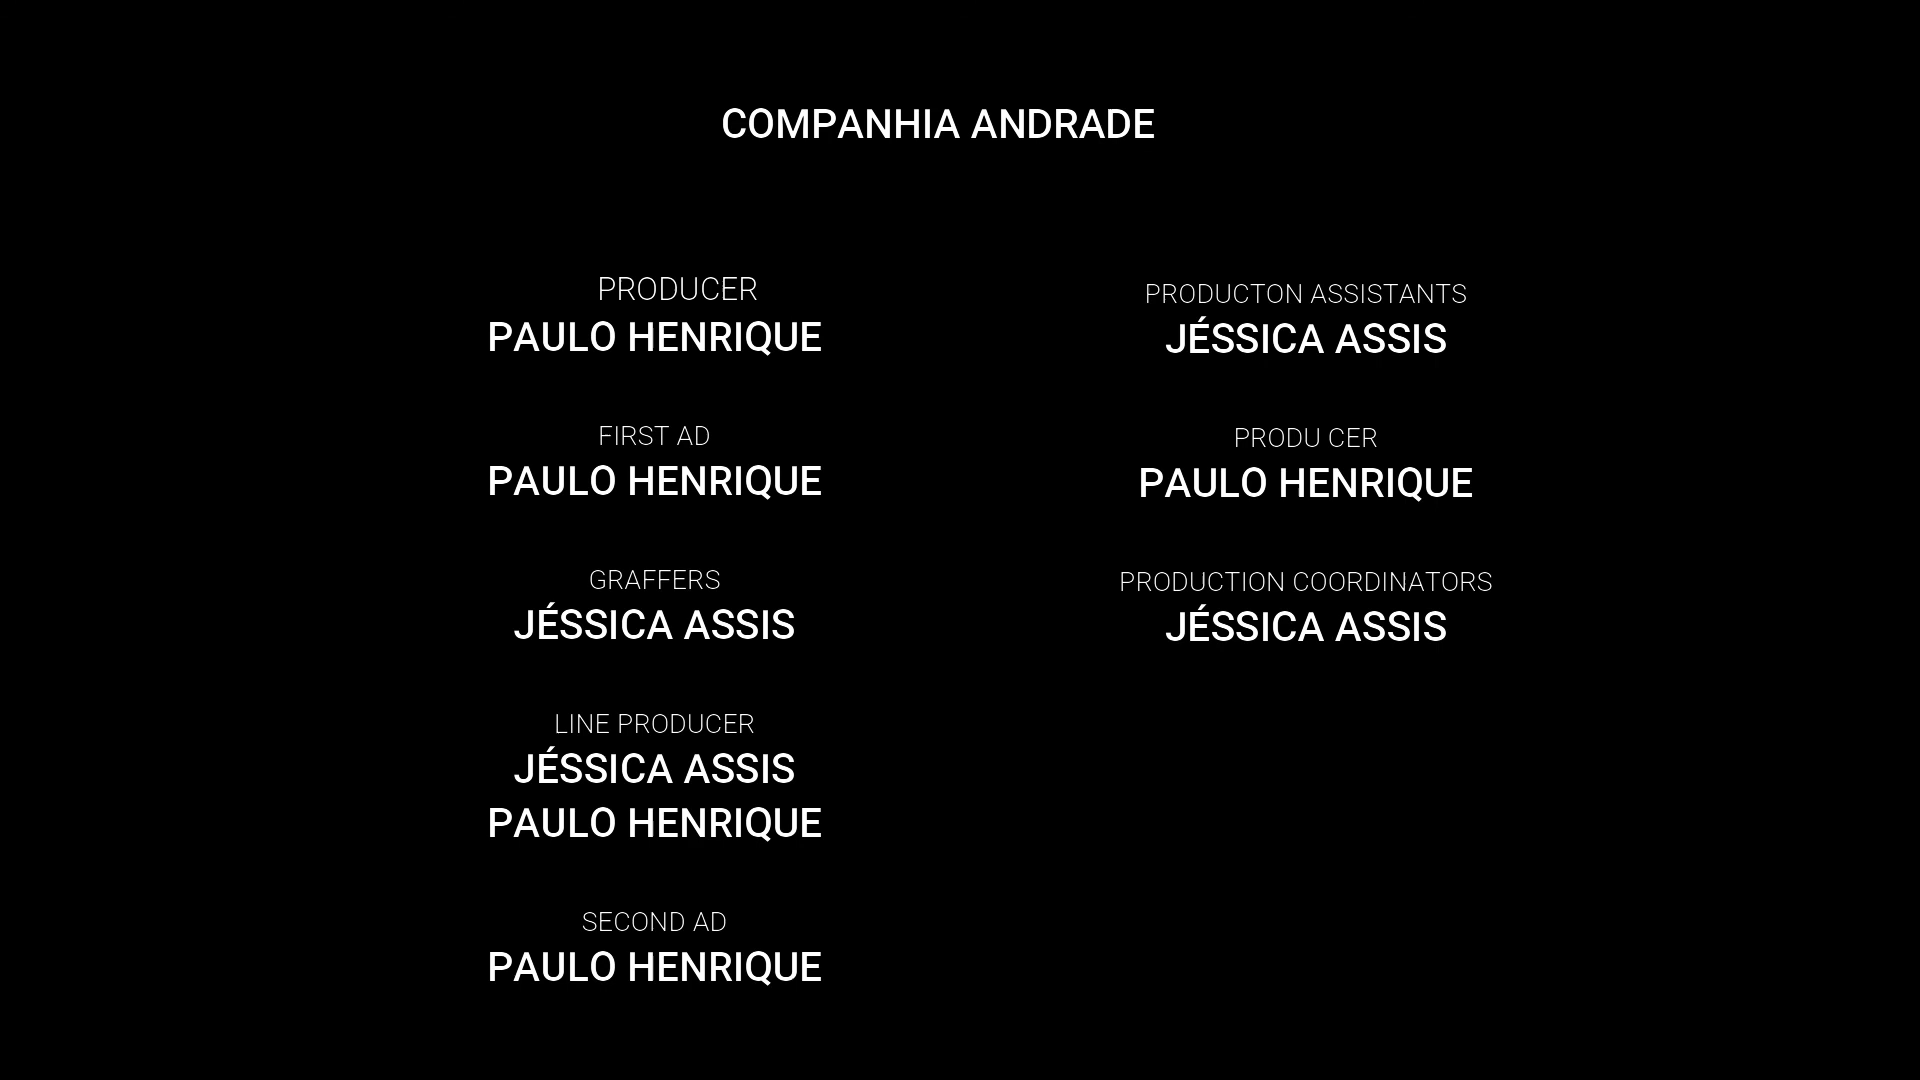 COMPANHIA ANDRADE
PRODUCER
PAULO HENRIQUE
FIRST AD
PAULO HENRIQUE
GRAFFERS
JÉSSICA ASSIS
LINE PRODUCER
JÉSSICA ASSIS
PAULO HENRIQUE
SECOND AD
PAULO HENRIQUE
PRODUCTON ASSISTANTS
JÉSSICA ASSIS
PRODU CER
PAULO HENRIQUE
PRODUCTION COORDINATORS
JÉSSICA ASSIS